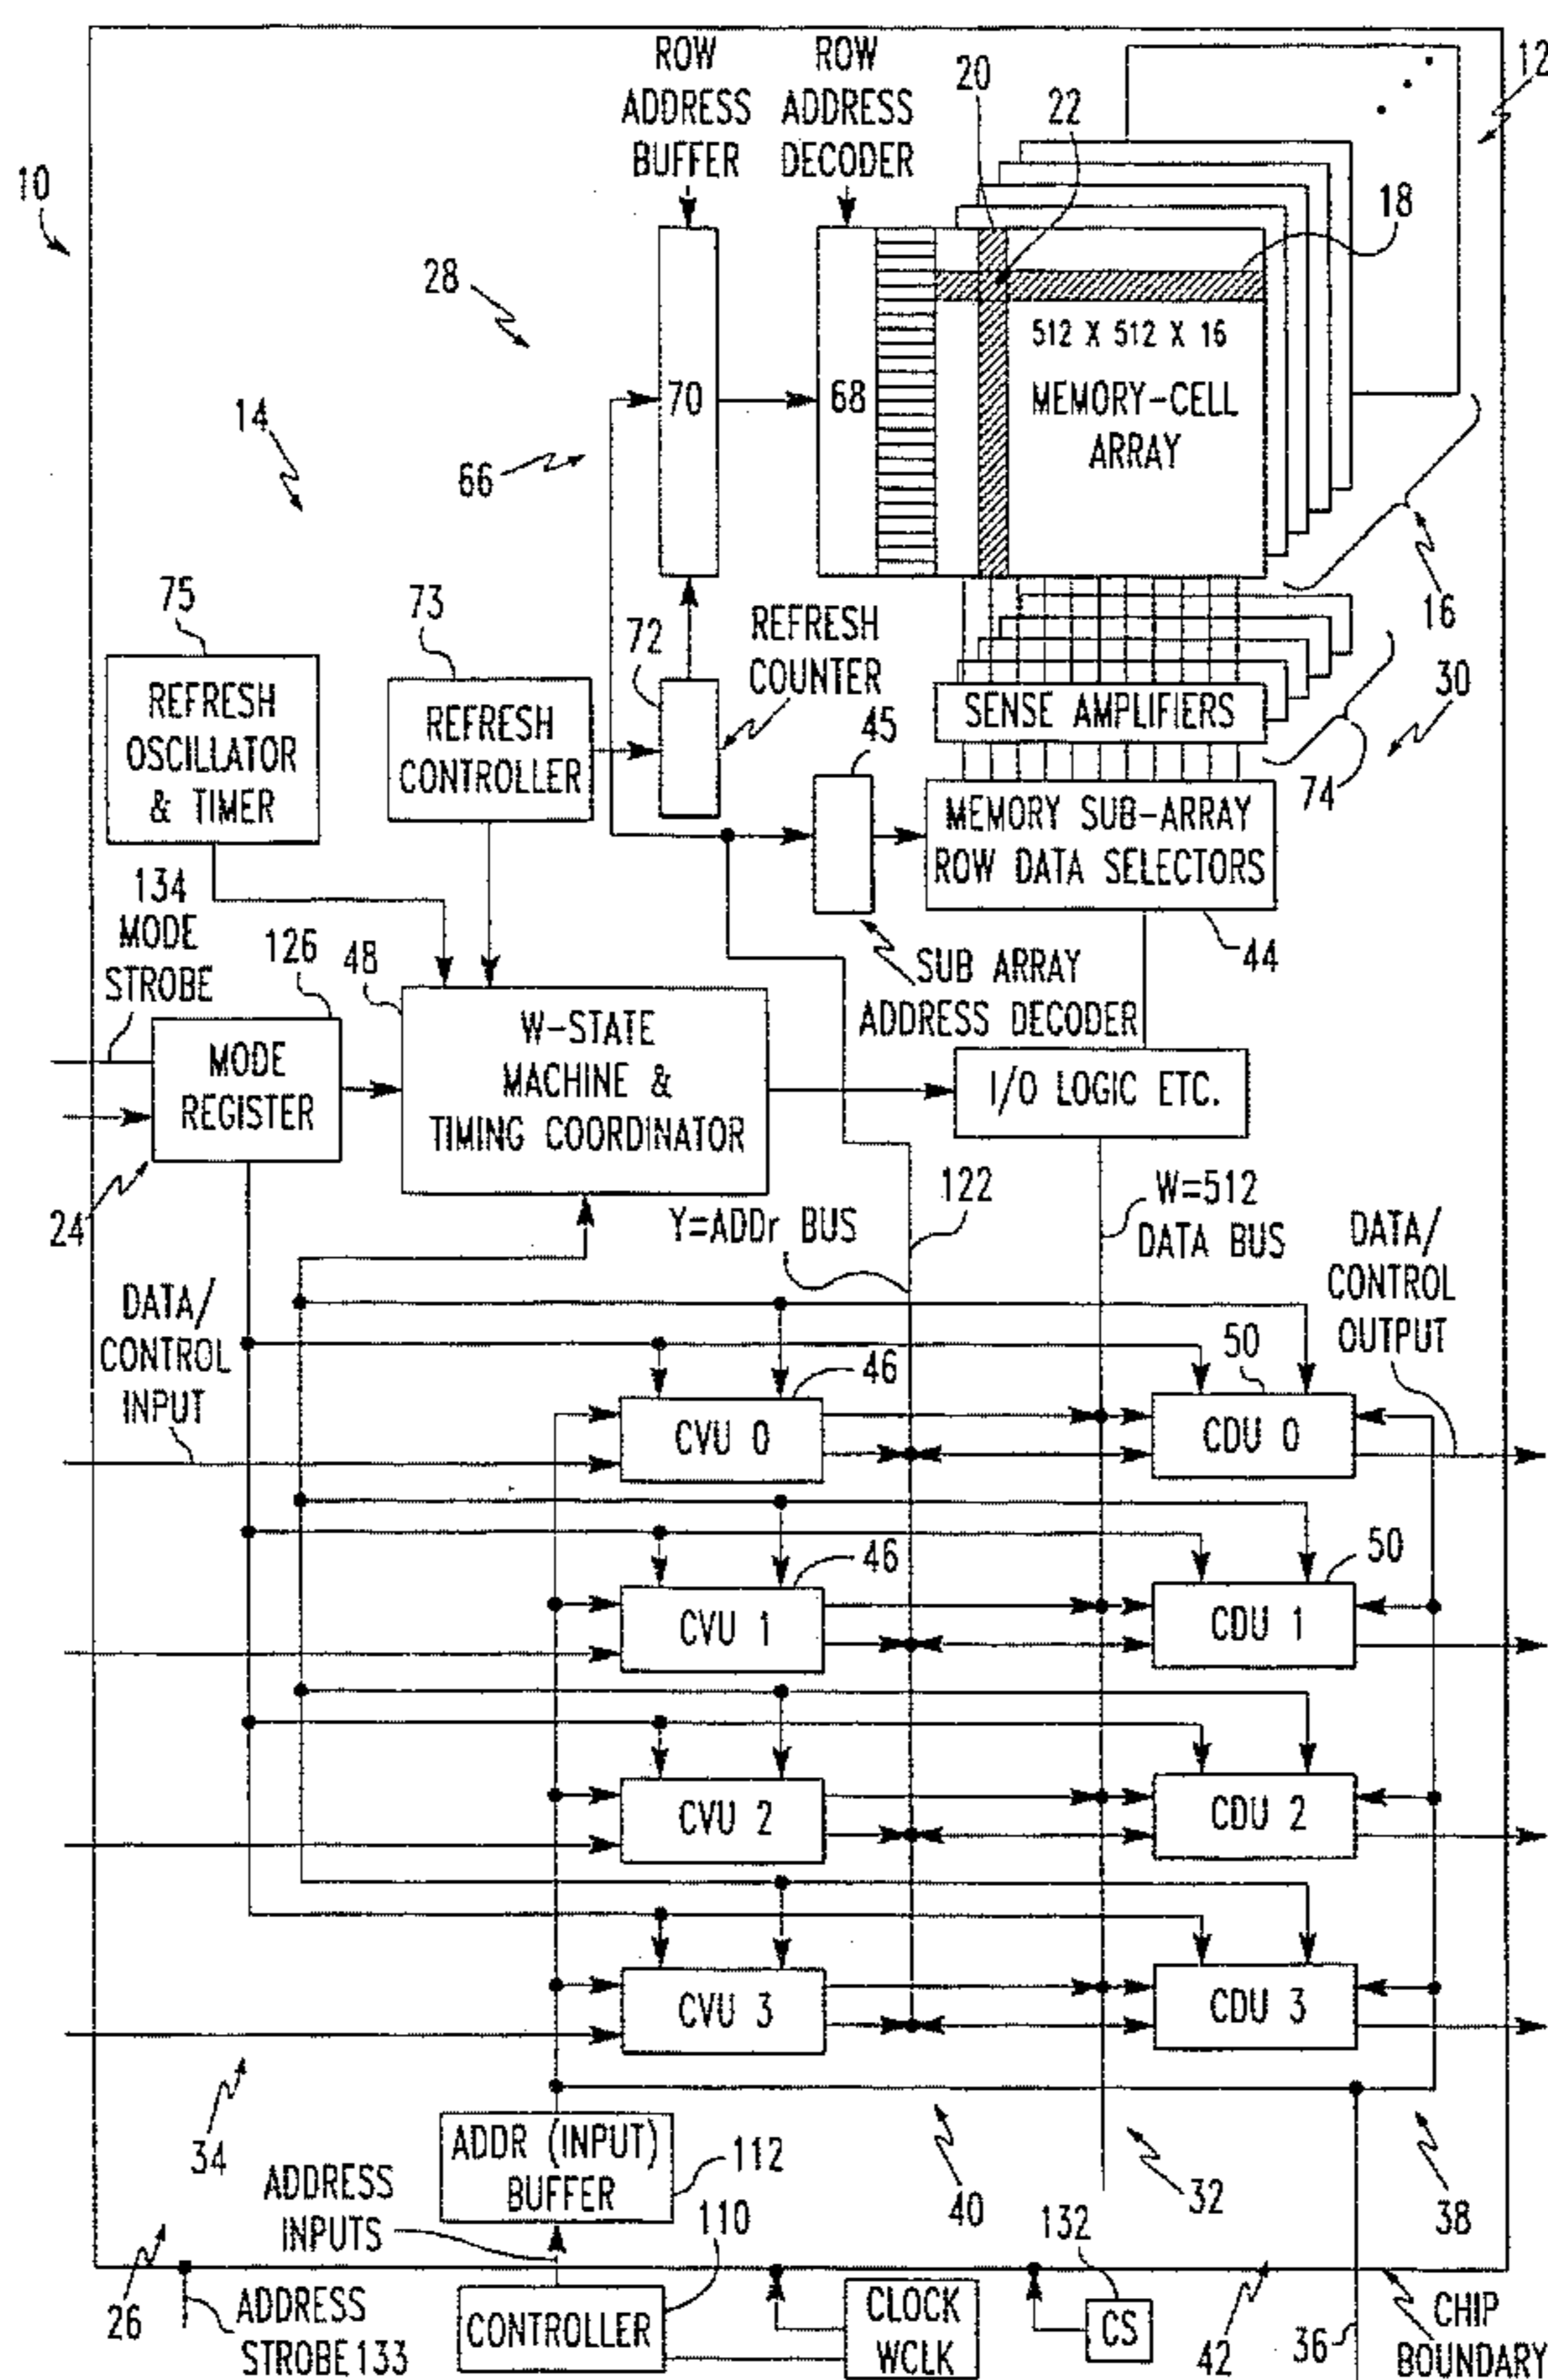 ROW
ADDRESS
BUFFER
ROW
ADDRESS
DECODER
20
22
12
10
18
28
70
68
512 X 512 X 16
MEMORY-CELL
ARRAY
14
66
16
75
73
72
REFRESH
COUNTER
30
REFRESH
OSCILLATOR
& TIMER
REFRESH
CONTROLLER
SENSE AMPLIFIERS
45
74
MEMORY SUB-ARRAY
ROW DATA SELECTORS
134
MODE
STROBE
126
48
44
SUB ARRAY
ADDRESS DECODER
MODE
REGISTER
W-STATE
MACHINE &
TIMING COORDINATOR
I/O LOGIC ETC.
24
122
Y=ADDr BUS
W=512
DATA BUS
DATA/
CONTROL
INPUT
DATA/
CONTROL
OUTPUT
46
50
CVU 0
CDU 0
46
50
CVU 1
CDU 1
CVU 2
CDU 2
CVU 3
CDU 3
34
ADDR (INPUT)
BUFFER
112
40
32
38
ADDRESS
INPUTS
110
132
26
ADDRESS
STROBE 133
CONTROLLER
CLOCK
WCLK
CS
42
36
CHIP
BOUNDARY